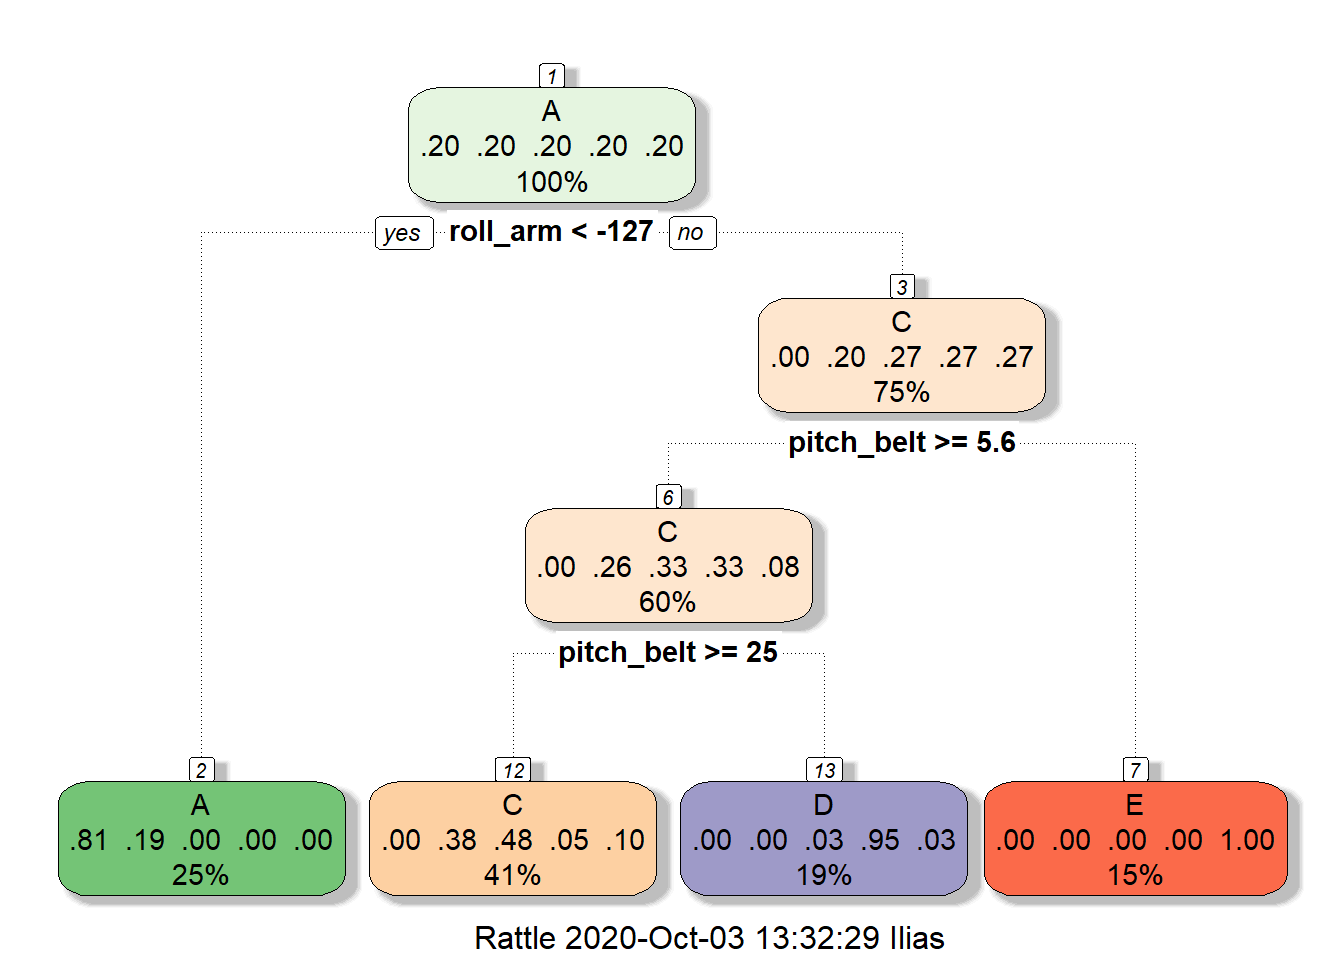 1
A
.20 .20 .20 .20 .20
100%
yes roll_arm < -127 no
3
C
.00 .20 .27 .27 .27
75%
pitch_belt >= 5.6
6
C
.00 .26 .33 .33 .08
60%
pitch_belt >= 25
2
A
.81 .19 .00 .00 .00
25%
12
C
.00 .38 .48 .05 .10
41%
13
D
.00 .00 .03 .95 .03
19%
7
E
.00 .00 .00 .00 1.00
15%
Rattle 2020-Oct-03 13:32:29 Ilias